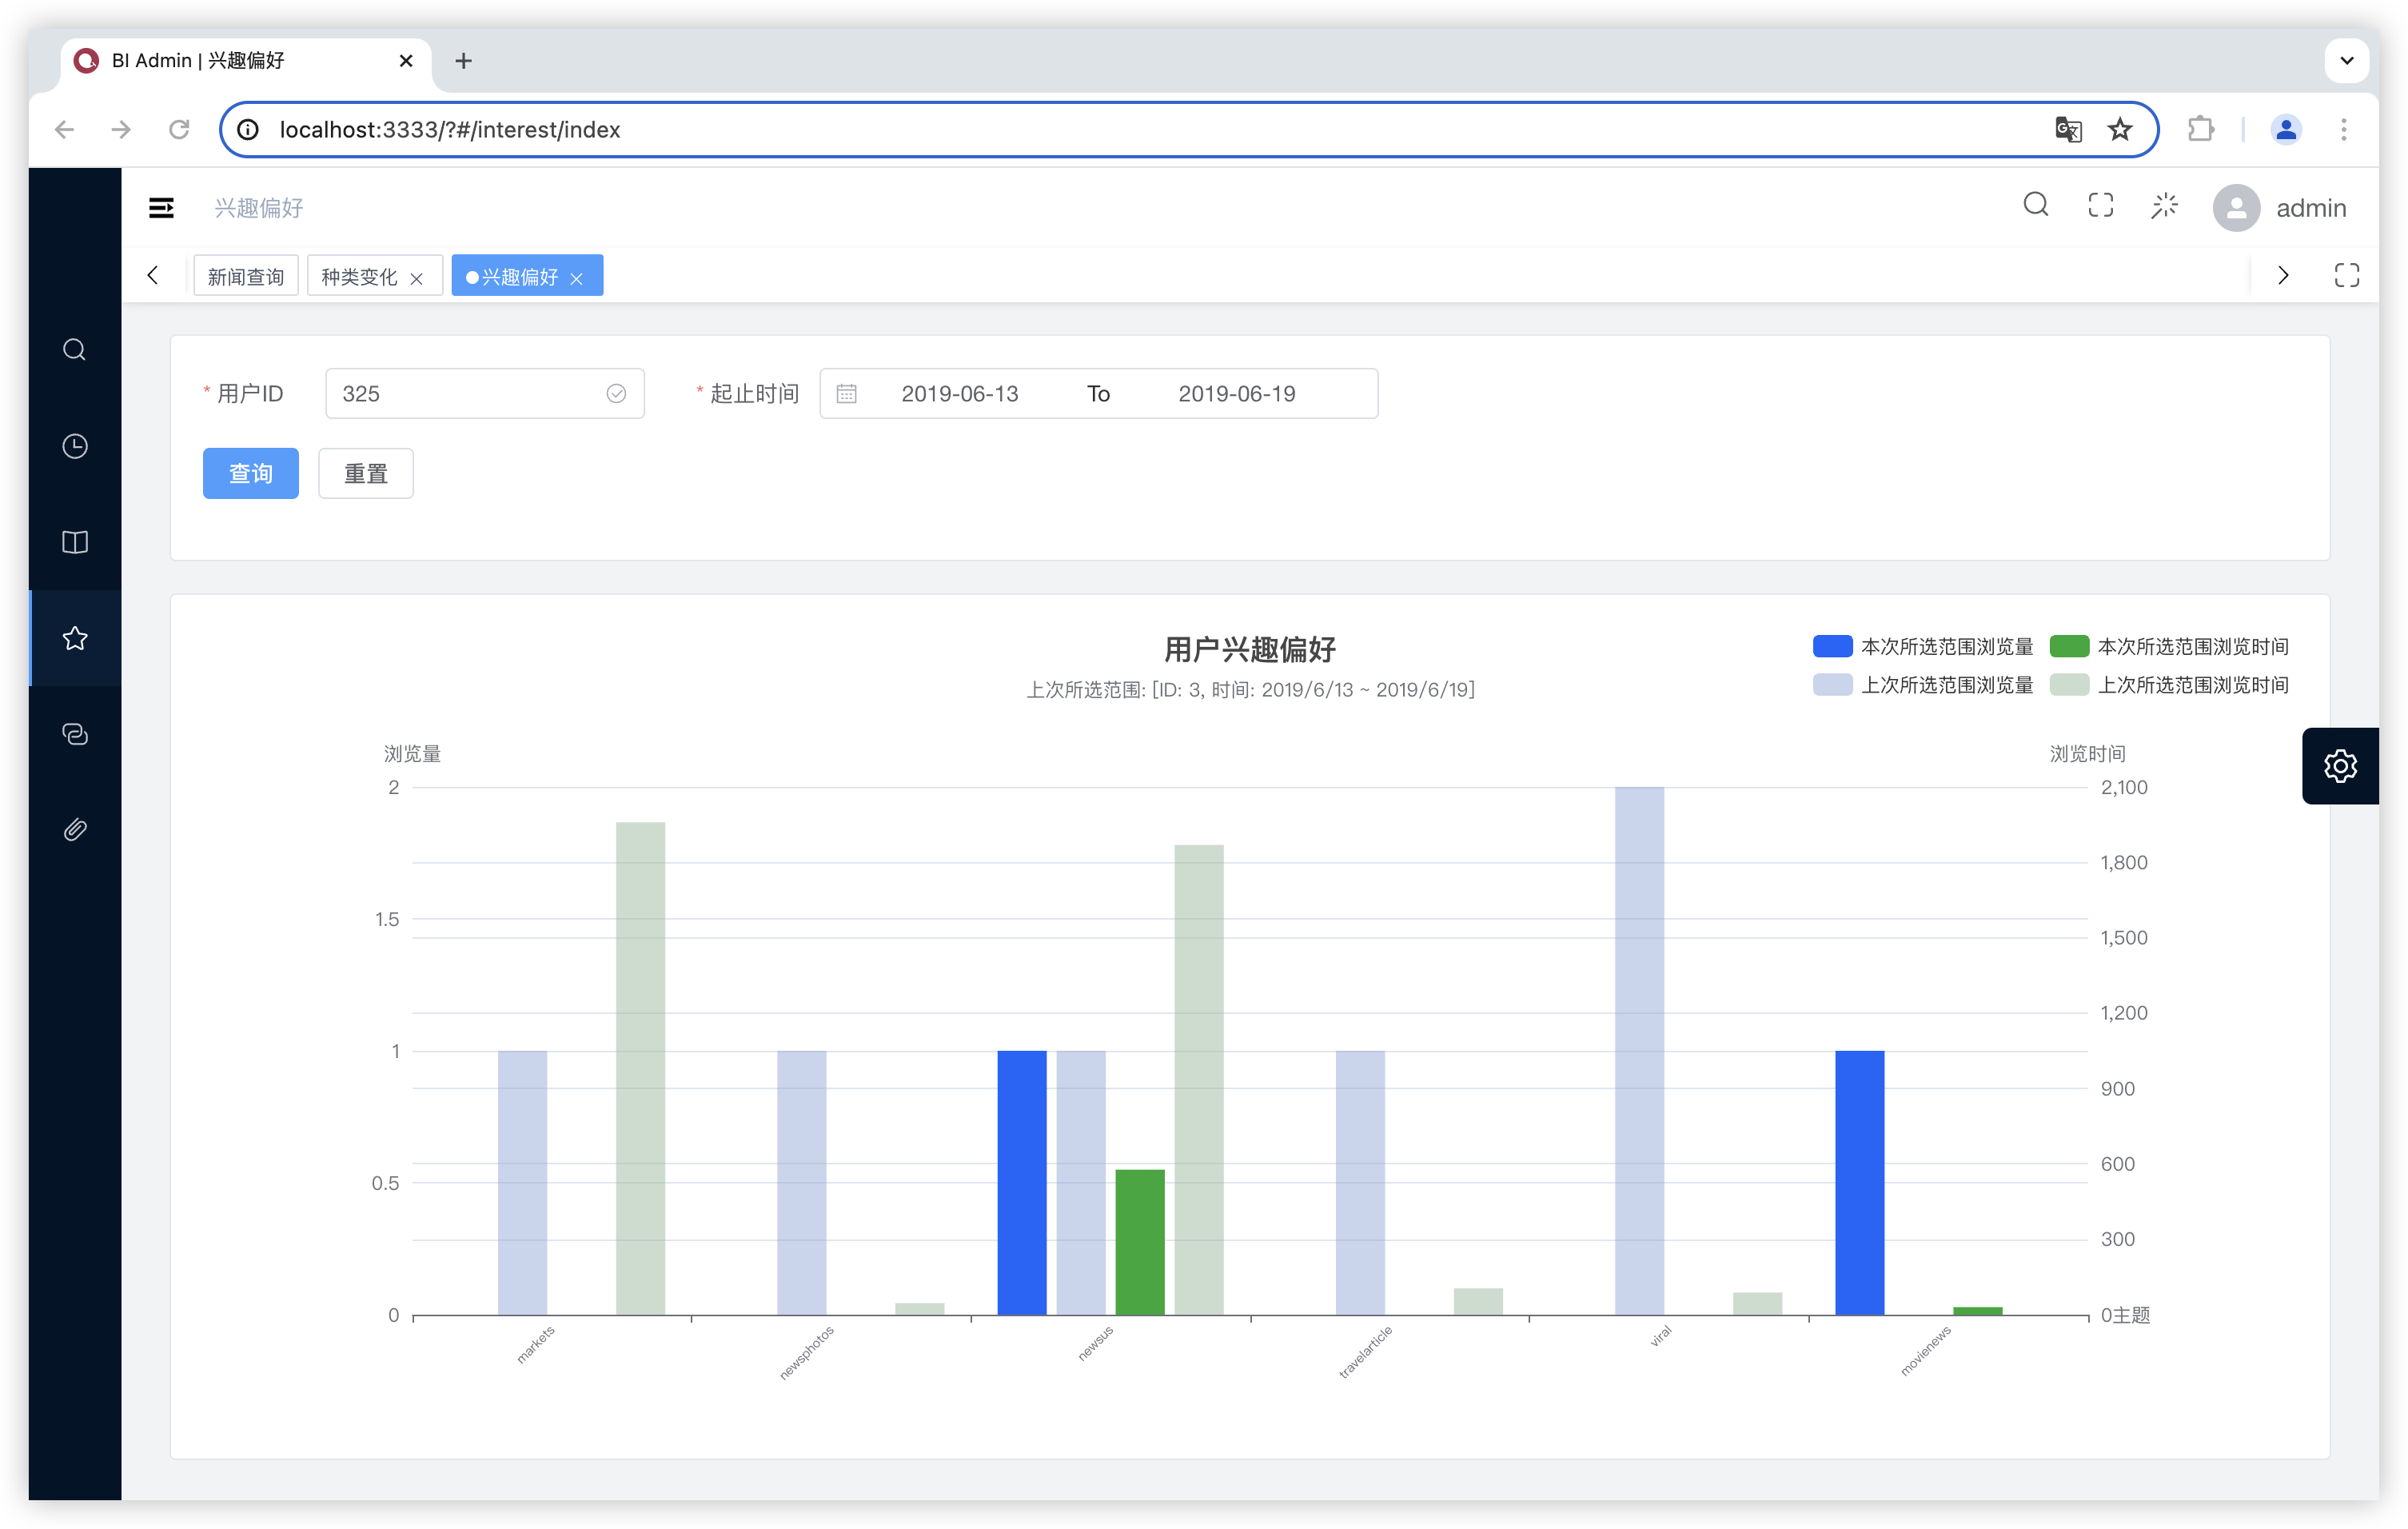 BI Admin | 兴趣偏好
localhost:3333/?#/interest/index
兴趣偏好
admin
新闻查询
种类变化
兴趣偏好
* 用户ID
325
* 起止时间
2019-06-13 To 2019-06-19
查询
重置
用户兴趣偏好
上次所选范围: [ID: 3, 时间: 2019/6/13 ~ 2019/6/19]
本次所选范围浏览量
本次所选范围浏览时间
上次所选范围浏览量
上次所选范围浏览时间
浏览量
浏览时间
2
1.5
1
0.5
0
2,100
1,800
1,500
1,200
900
600
300
0主题
markets
newsphotos
newsus
travelarticle
viral
movienews